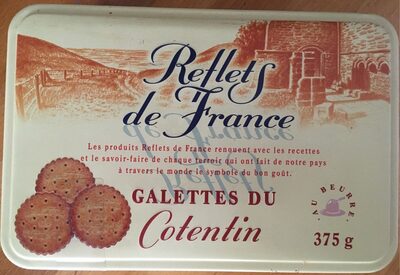 Reflets
de France
Les produits Reflets de France renouent avec les recettes
et le savoir-faire de chaque terroir qui ont fait de notre pays
à travers le monde le symbole du bon goût.
GALETTES DU
Cotentin
AU BEURRE
375 g